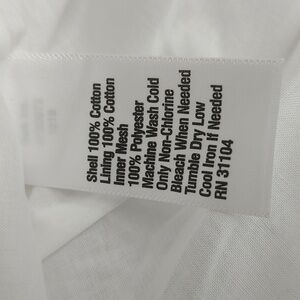 Shell 100% Cotton
Lining 100% Cotton
Inner Mesh
100% Polyester
Machine Wash Cold
Only Non-Chlorine
Bleach When Needed
Tumble Dry Low
Cool Iron If Needed
RN 31104